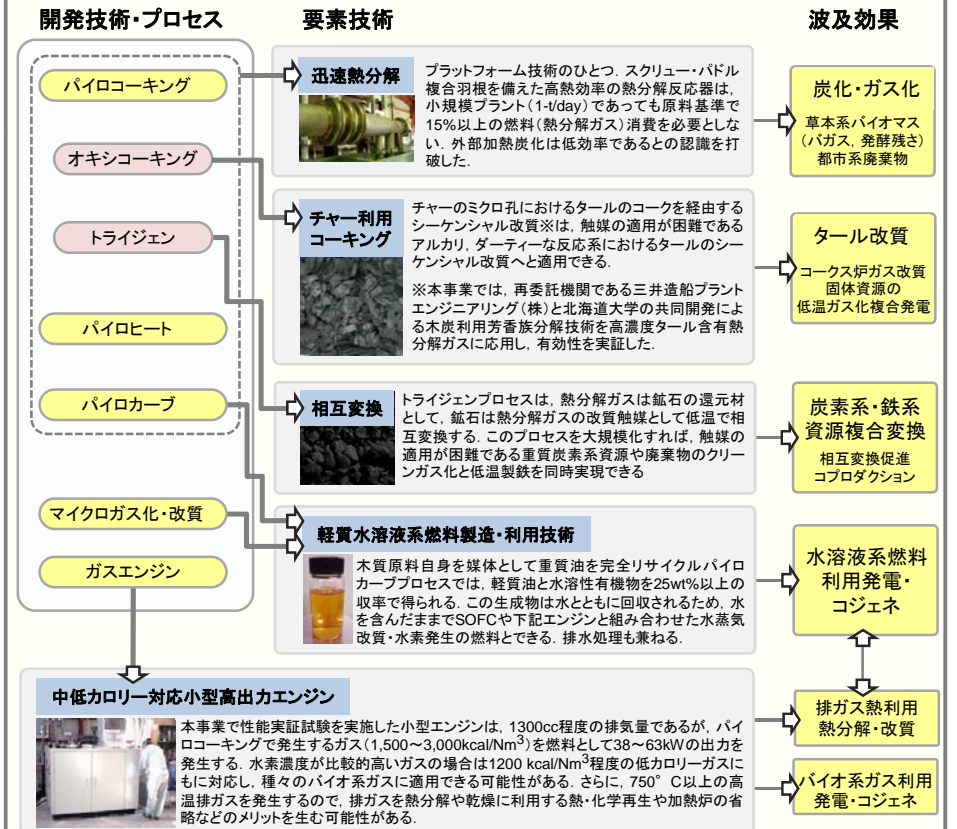 開発技術・プロセス
要素技術
波及効果
パイロコーキング
オキシコーキング
トライジェン
パイロヒート
パイロカーブ
マイクロガス化・改質
ガスエンジン
迅速熱分解
プラットフォーム技術のひとつ. スクリュー・パドル
複合羽根を備えた高熱効率の熱分解反応器は,
小規模プラント(1-t/day)であっても原料基準で
15%以上の燃料(熱分解ガス)消費を必要としな
い. 外部加熱炭化は低効率であるとの認識を打
破した.
炭化・ガス化
草本系バイオマス
(バガス, 発酵残さ)
都市系廃棄物
チャー利用
コーキング
チャーのミクロ孔におけるタールのコークを経由する
シーケンシャル改質※は, 触媒の適用が困難である
アルカリ, ダーティーな反応系におけるタールのシー
ケンシャル改質へと適用できる.
※本事業では, 再委託機関である三井造船プラント
エンジニアリング(株)と北海道大学の共同開発によ
る木炭利用芳香族分解技術を高濃度タール含有熱
分解ガスに応用し, 有効性を実証した.
タール改質
コークス炉ガス改質
固体資源の
低温ガス化複合発電
相互変換
トライジェンプロセスは, 熱分解ガスは鉱石の還元材
として, 鉱石は熱分解ガスの改質触媒として低温で相
互変換する. このプロセスを大規模化すれば, 触媒の
適用が困難である重質炭素系資源や廃棄物のクリー
ンガス化と低温製鉄を同時実現できる
炭素系・鉄系
資源複合変換
相互変換促進
コプロダクション
軽質水溶液系燃料製造・利用技術
木質原料自身を媒体として重質油を完全リサイクルパイロ
カーブプロセスでは, 軽質油と水溶性有機物を25wt%以上の
収率で得られる. この生成物は水とともに回収されるため, 水
を含んだままでSOFCや下記エンジンと組み合わせた水蒸気
改質・水素発生の燃料とできる. 排水処理も兼ねる.
水溶液系燃料
利用発電・
コジェネ
中低カロリー対応小型高出力エンジン
本事業で性能実証試験を実施した小型エンジンは, 1300cc程度の排気量であるが, パイ
ロコーキングで発生するガス(1,500～3,000kcal/Nm3)を燃料として38～63kWの出力を
発生する. 水素濃度が比較的高いガスの場合は1200 kcal/Nm3程度の低カロリーガスに
もに対応し, 種々のバイオ系ガスに適用できる可能性がある. さらに, 750°C以上の高
温排ガスを発生するので, 排ガスを熱分解や乾燥に利用する熱・化学再生や加熱炉の省
略などのメリットを生む可能性がある.
排ガス熱利用
熱分解・改質
バイオ系ガス利用
発電・コジェネ